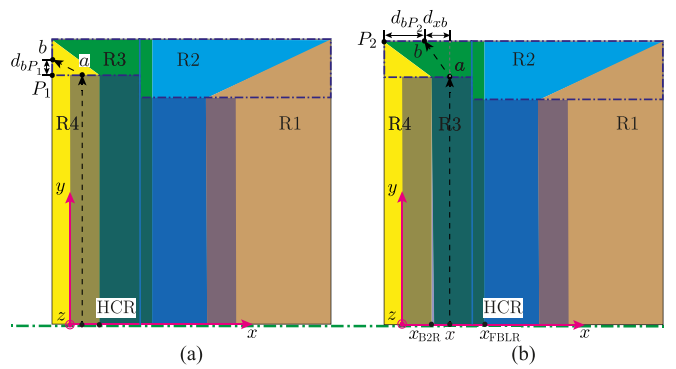 b
d_{bP_1}
P_1
a
R3
R2
R4
R1
y
z
HCR
x
(a)
d_{bP_2} d_{xb}
P_2
b
a
R2
R4
R3
R1
y
z
HCR
x_{B2R} x x_{FBLR} x
(b)